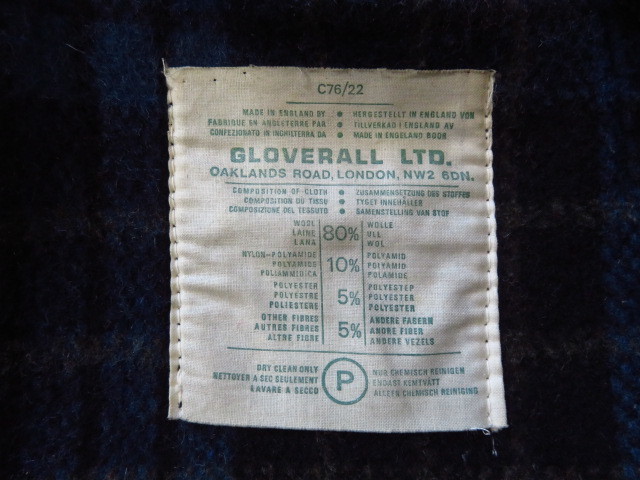 C76/22
MADE IN ENGLAND BY • HERGESTELLT IN ENGLAND VON
FABRIQUE EN ANGLETERRE PAR • TILLVERKAD I ENGLAND AV
CONFEZIONATO IN INGHILTERRA DA • MADE IN ENGELAND DOOR
GLOVERALL LTD.
OAKLANDS ROAD, LONDON, NW2 6DN.
COMPOSITION OF CLOTH • ZUSAMMENSETZUNG DES STOFFES
COMPOSITION DU TISSU • TYGET INNEHALLER
COMPOSIZIONE DEL TESSUTO • SAMENSTELLING VAN STOF
WOOL WOLLE
LAINE 80% ULL
LANA WOL
NYLON-POLYAMIDE POLYAMID
POLYAMIDE 10% POLYAMID
POLIAMMIDICA POLAMIDE
POLYESTER POLYESTER
POLYESTRE 5% POLYESTER
POLIESTERE POLYESTER
OTHER FIBRES ANDERE FASERN
AUTRES FIBRES 5% ANDRE FIBER
ALTRE FIBRE ANDERE VEZELS
DRY CLEAN ONLY NUR CHEMISCH REINIGEN
NETTOYER A SEC SEULEMENT P ENDAST KEMTVÄTT
LAVARE A SECCO ALLEEN CHEMISCH REINIGING